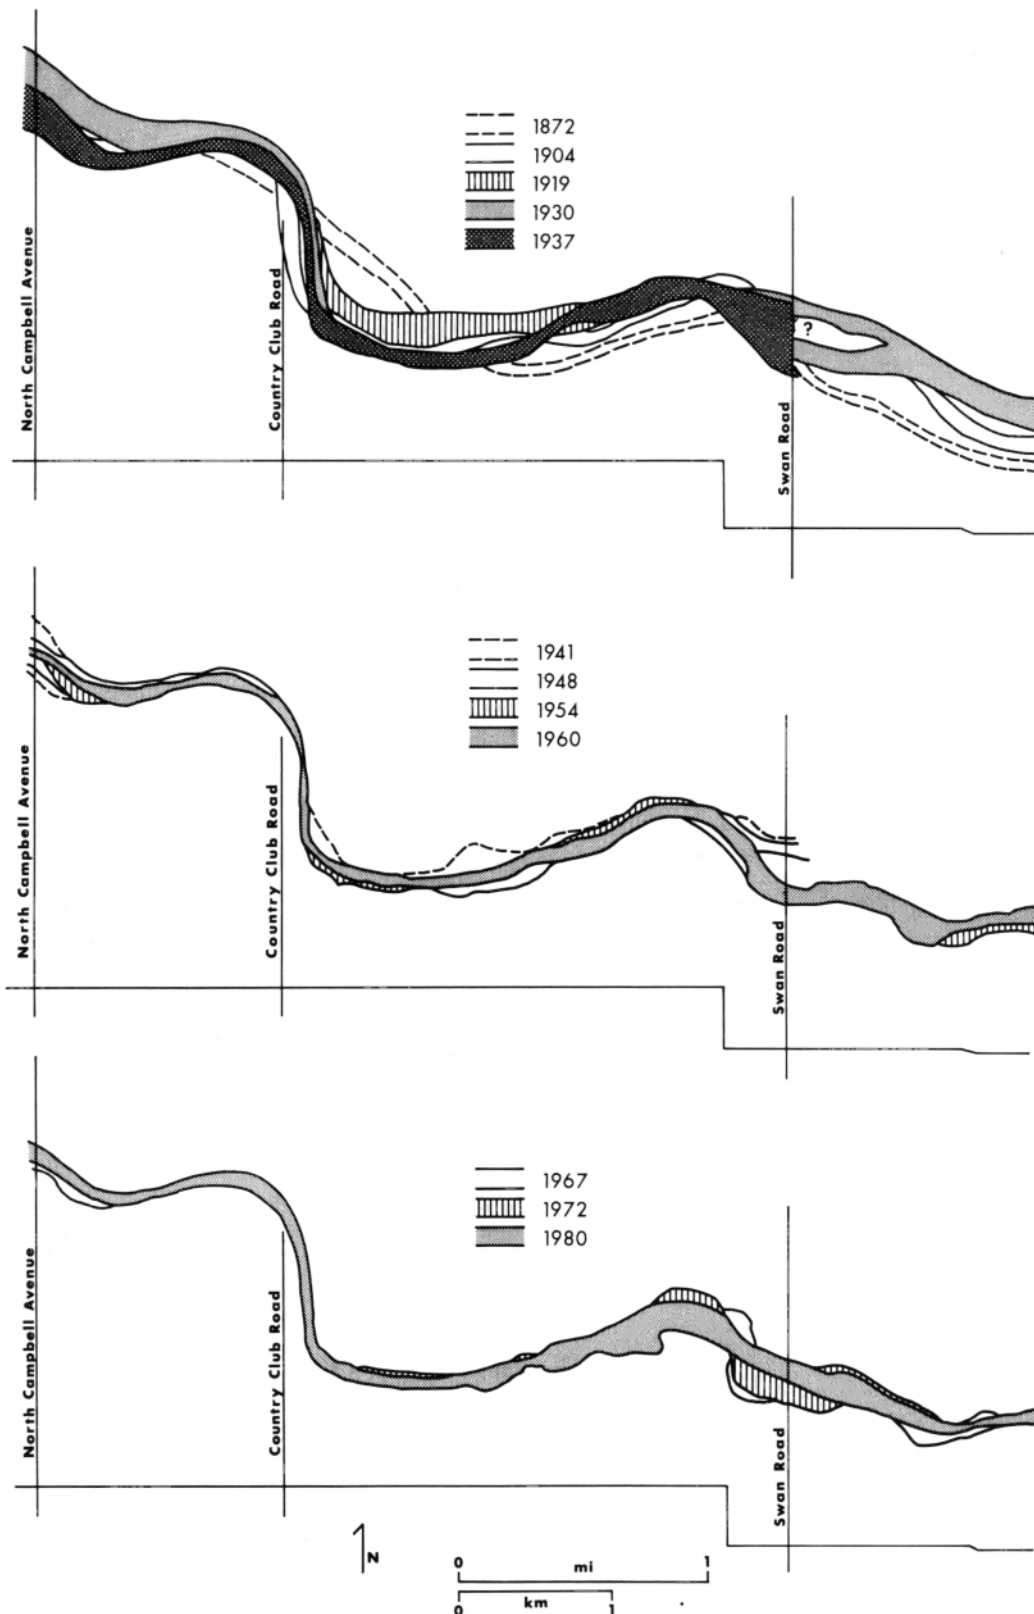 1872
1904
1919
1930
1937
North Campbell Avenue
Country Club Road
Swan Road
?
1941
1948
1954
1960
North Campbell Avenue
Country Club Road
Swan Road
1967
1972
1980
North Campbell Avenue
Country Club Road
Swan Road
N
0 mi 1
km
0 1